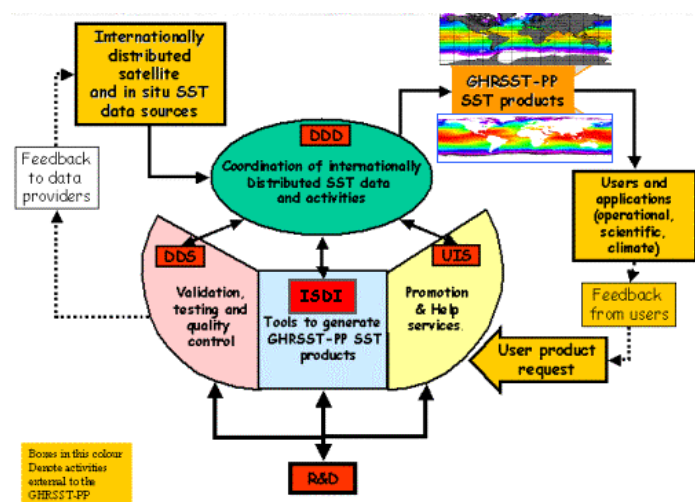 Internationally
distributed
satellite
and in situ SST
data sources
GHRSST-PP
SST products
DDD
Coordination of internationally
Distributed SST data
and activities
Feedback
to data
providers
Users and
applications
(operational,
scientific,
climate)
DDS
UIS
ISDI
Validation,
testing and
quality
control
Tools to generate
GHRSST-PP SST
products
Promotion
& Help
services.
Feedback
from users
User product
request
R&D
Boxes in this colour
Denote activities
external to the
GHRSST-PP